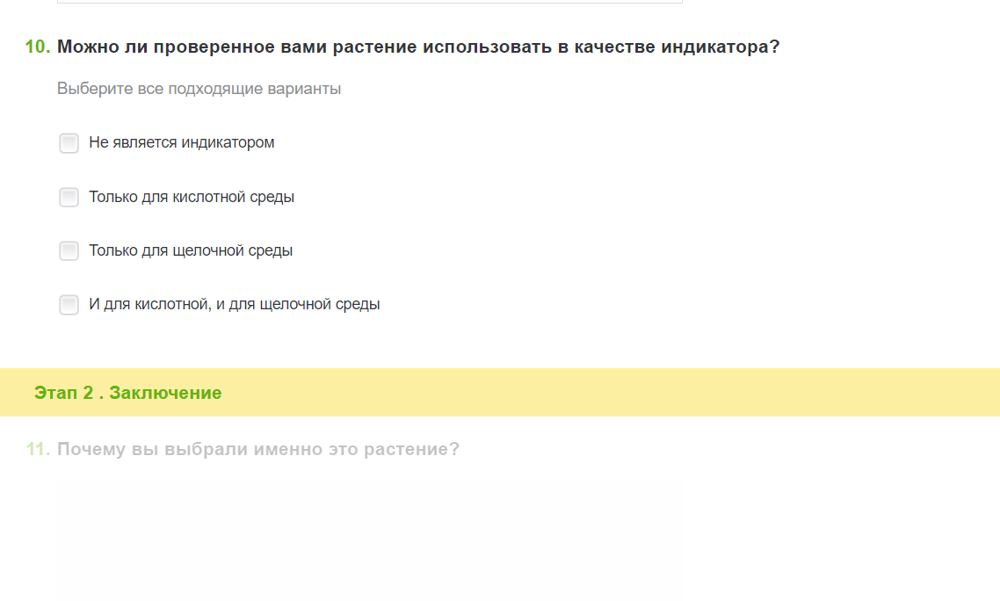 10. Можно ли проверенное вами растение использовать в качестве индикатора?
Выберите все подходящие варианты
Не является индикатором
Только для кислотной среды
Только для щелочной среды
И для кислотной, и для щелочной среды
Этап 2 . Заключение
11. Почему вы выбрали именно это растение?